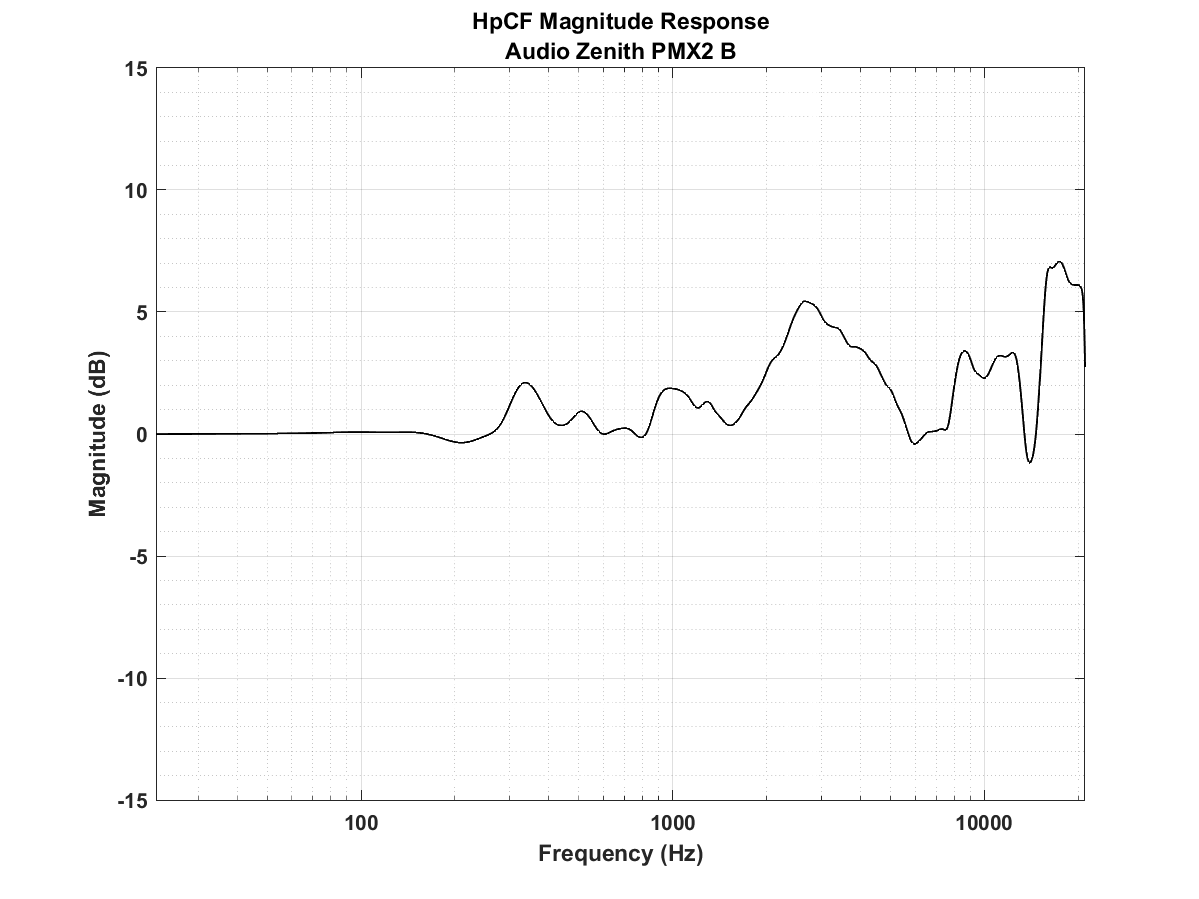 HpCF Magnitude Response
Audio Zenith PMX2 B
15
10
5
0
-5
-10
-15
Magnitude (dB)
100 1000 10000
Frequency (Hz)